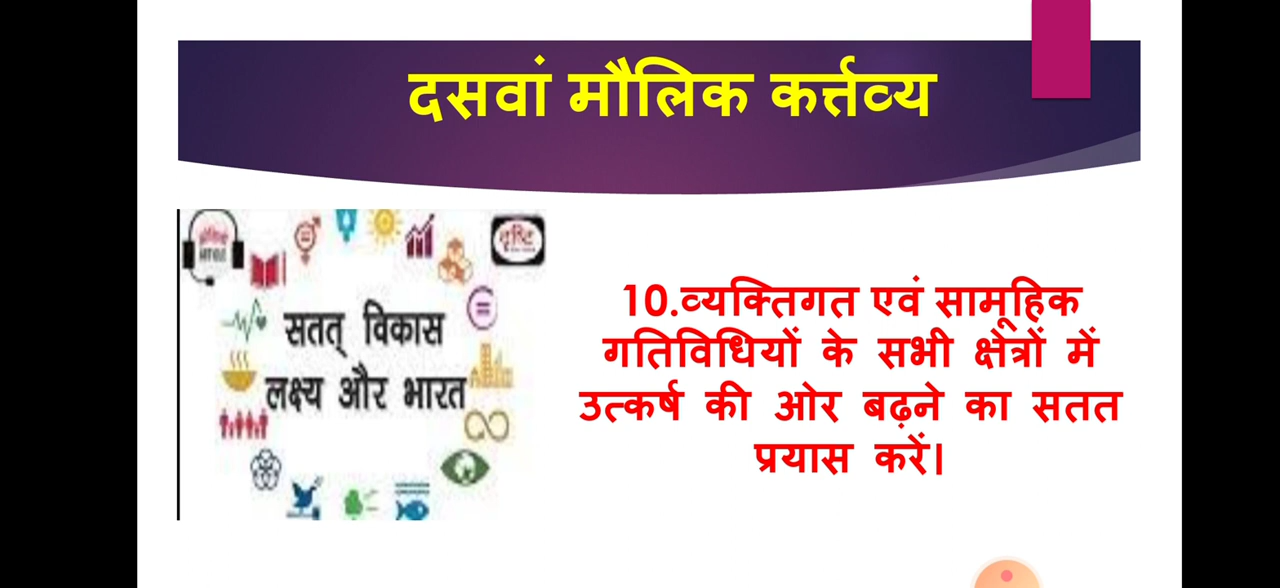 दसवां मौलिक कर्त्तव्य
दृष्टि
सतत् विकास
लक्ष्य और भारत
10.व्यक्तिगत एवं सामूहिक
गतिविधियों के सभी क्षेत्रों में
उत्कर्ष की ओर बढ़ने का सतत
प्रयास करें।